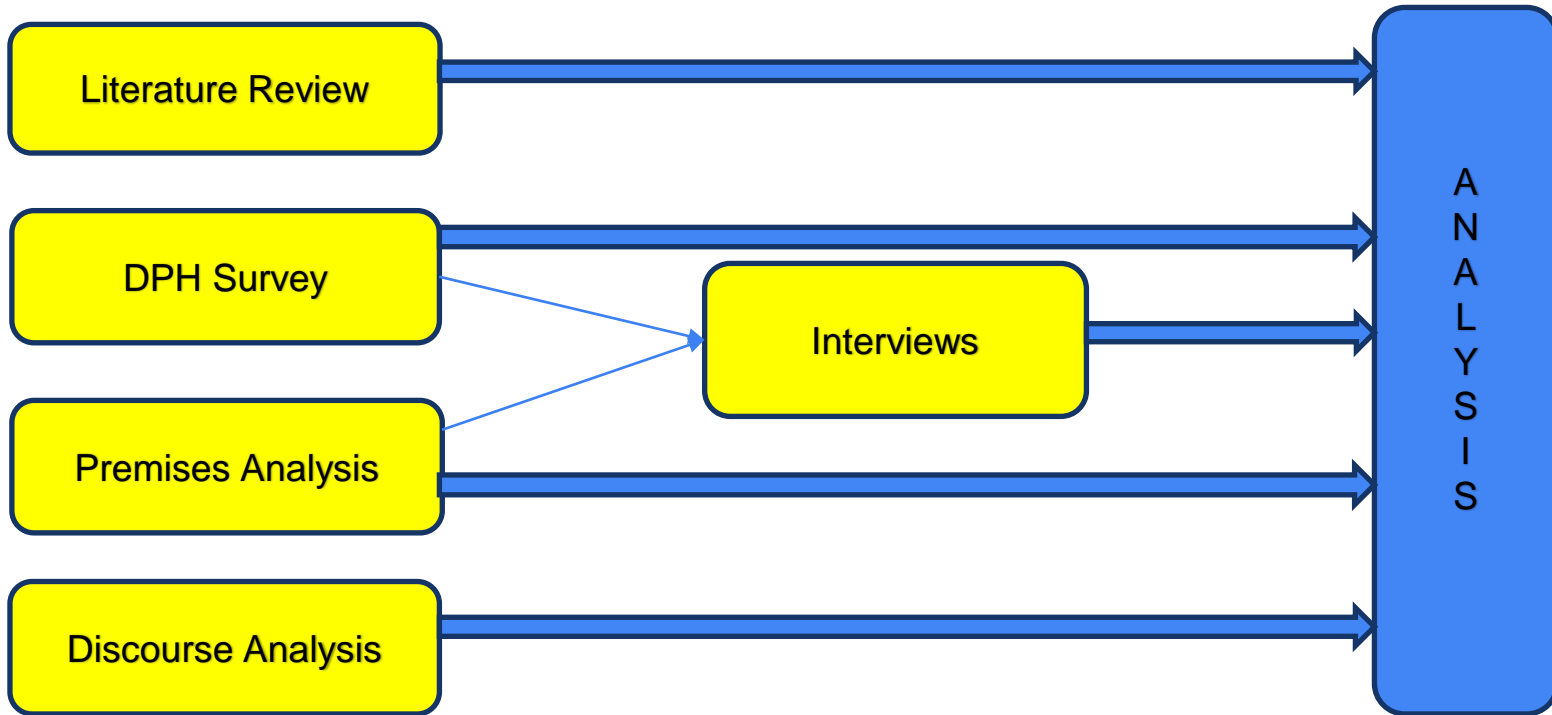 Literature Review
DPH Survey
Interviews
Premises Analysis
Discourse Analysis
A
N
A
L
Y
S
I
S